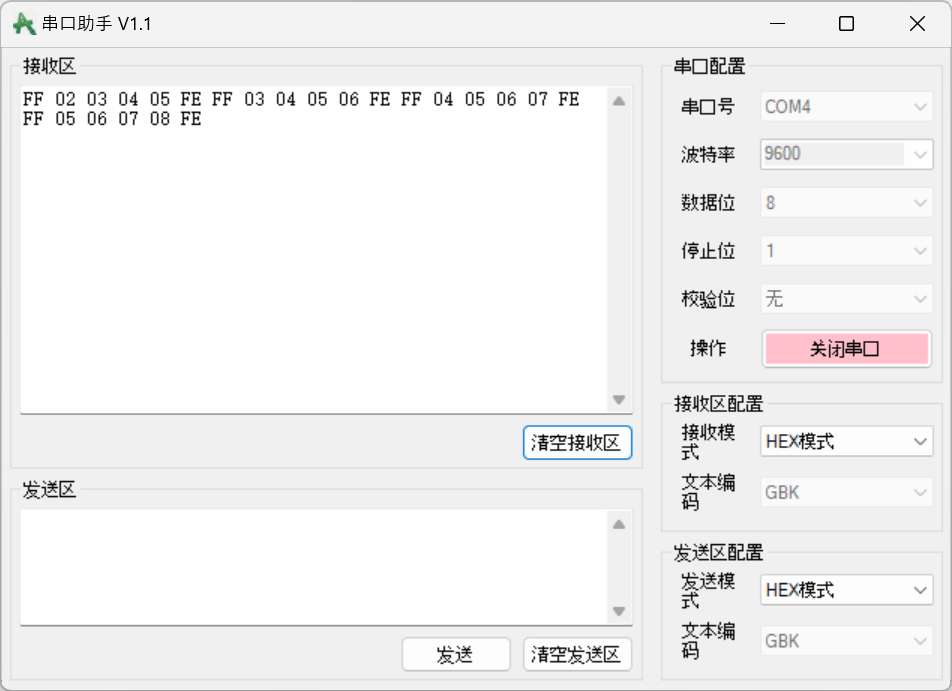 串口助手 V1.1
接收区
FF 02 03 04 05 FE FF 03 04 05 06 FE FF 04 05 06 07 FE
FF 05 06 07 08 FE
清空接收区
发送区
发送
清空发送区
串口配置
串口号 COM4
波特率 9600
数据位 8
停止位 1
校验位 无
操作 关闭串口
接收区配置
接收模
式
HEX模式
文本编
码
GBK
发送区配置
发送模
式
HEX模式
文本编
码
GBK